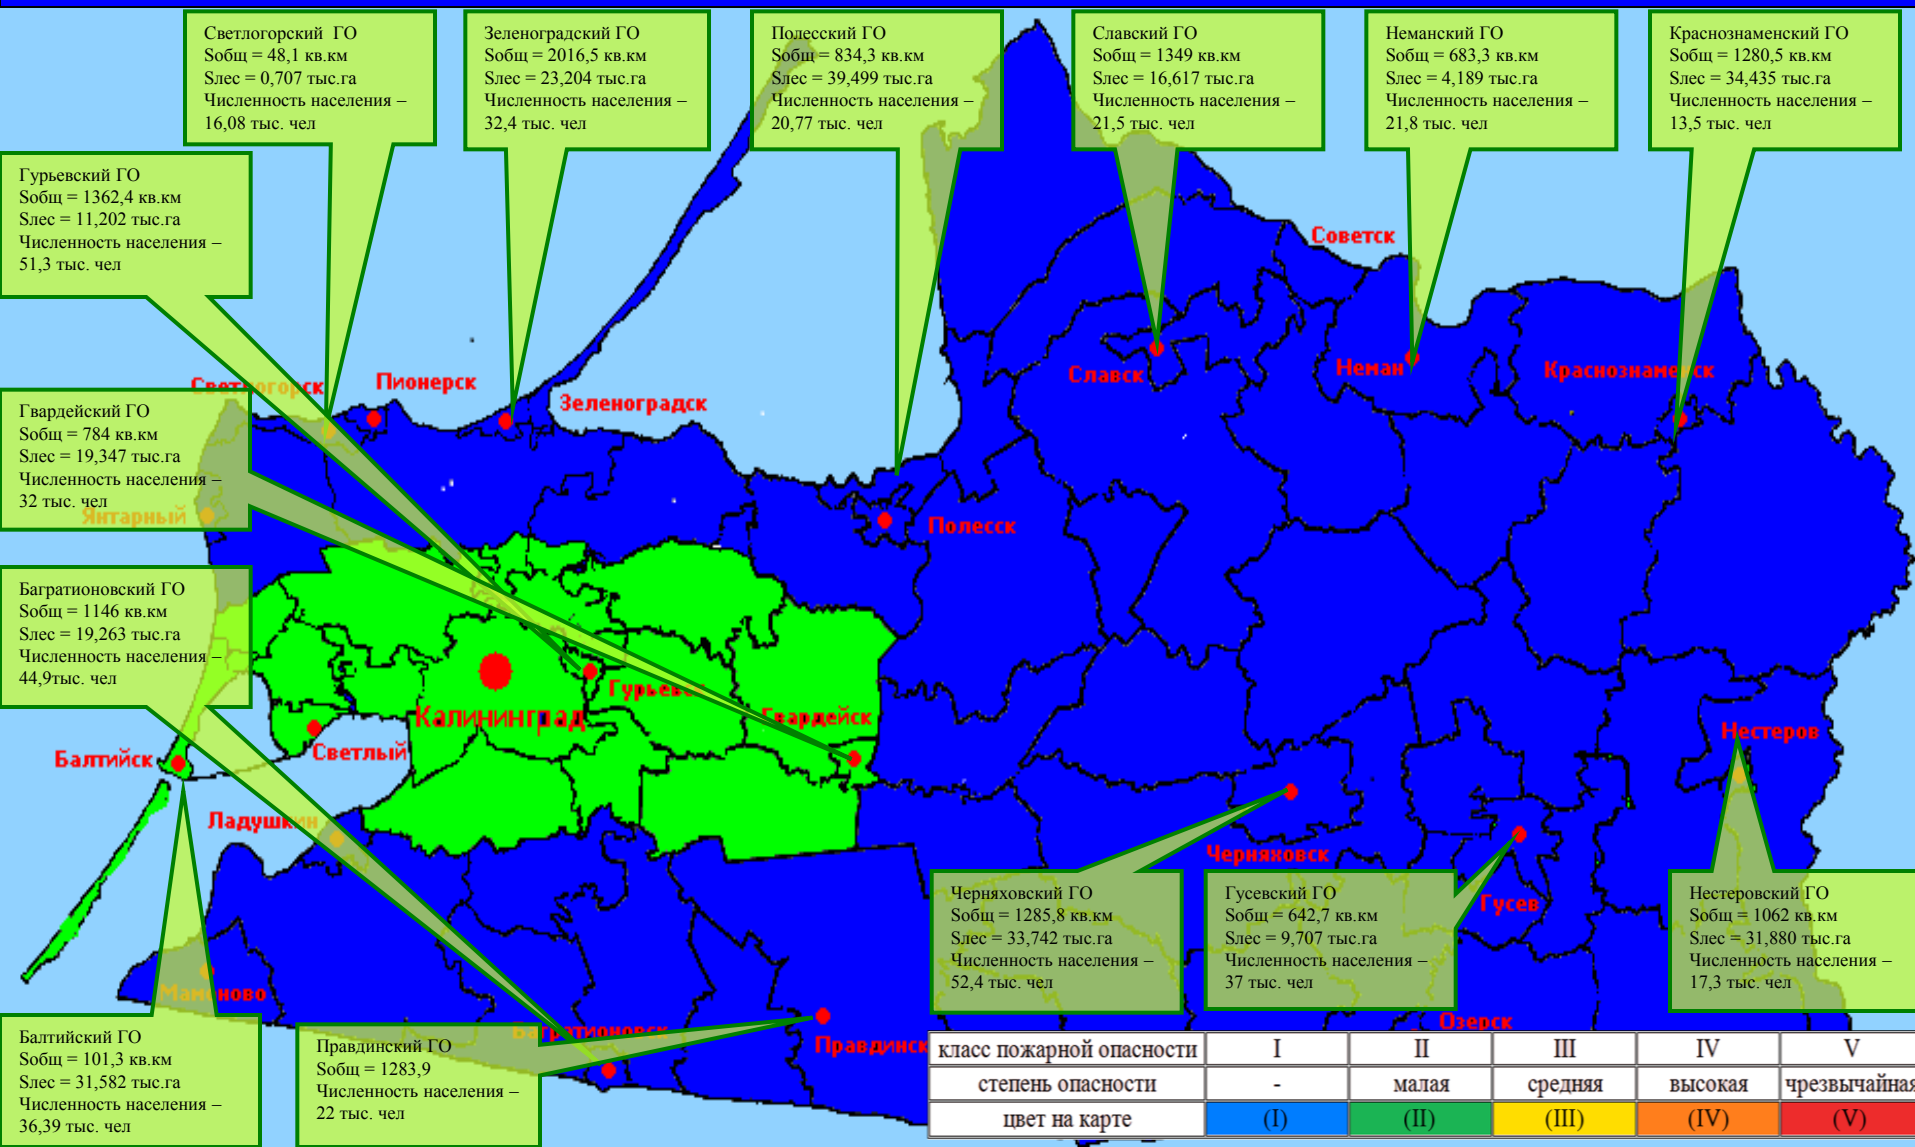 Светлогорский ГО
Sобщ = 48,1 кв.км
Sлес = 0,707 тыс.га
Численность населения –
16,08 тыс. чел
Зеленоградский ГО
Sобщ = 2016,5 кв.км
Sлес = 23,204 тыс.га
Численность населения –
32,4 тыс. чел
Полесский ГО
Sобщ = 834,3 кв.км
Sлес = 39,499 тыс.га
Численность населения –
20,77 тыс. чел
Славский ГО
Sобщ = 1349 кв.км
Sлес = 16,617 тыс.га
Численность населения –
21,5 тыс. чел
Неманский ГО
Sобщ = 683,3 кв.км
Sлес = 4,189 тыс.га
Численность населения –
21,8 тыс. чел
Краснознаменский ГО
Sобщ = 1280,5 кв.км
Sлес = 34,435 тыс.га
Численность населения –
13,5 тыс. чел
Гурьевский ГО
Sобщ = 1362,4 кв.км
Sлес = 11,202 тыс.га
Численность населения –
51,3 тыс. чел
Советск
Светлогорск
Пионерск
Зеленоградск
Славск
Неман
Краснознаменск
Гвардейский ГО
Sобщ = 784 кв.км
Sлес = 19,347 тыс.га
Численность населения –
32 тыс. чел
Янтарный
Полесск
Багратионовский ГО
Sобщ = 1146 кв.км
Sлес = 19,263 тыс.га
Численность населения –
44,9тыс. чел
Гурьевск
Калининград
Гвардейск
Нестеров
Балтийск
Светлый
Ладушкин
Черняховск
Гусев
Мамоново
Черняховский ГО
Sобщ = 1285,8 кв.км
Sлес = 33,742 тыс.га
Численность населения –
52,4 тыс. чел
Гусевский ГО
Sобщ = 642,7 кв.км
Sлес = 9,707 тыс.га
Численность населения –
37 тыс. чел
Нестеровский ГО
Sобщ = 1062 кв.км
Sлес = 31,880 тыс.га
Численность населения –
17,3 тыс. чел
Балтийский ГО
Sобщ = 101,3 кв.км
Sлес = 31,582 тыс.га
Численность населения –
36,39 тыс. чел
Багратионовск
Правдинский ГО
Sобщ = 1283,9
Численность населения –
22 тыс. чел
Правдинск
Озерск
класс пожарной опасности I II III IV V
степень опасности - малая средняя высокая чрезвычайная
цвет на карте (I) (II) (III) (IV) (V)